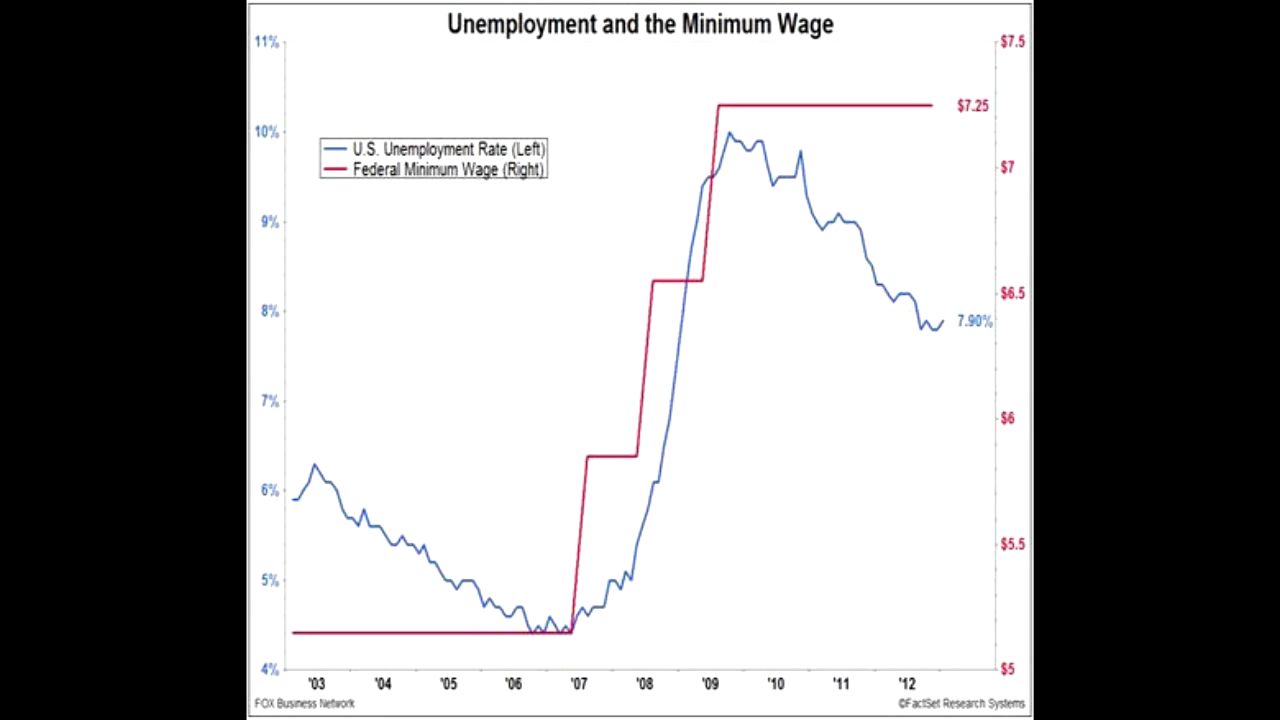 Unemployment and the Minimum Wage
11%
10%
9%
8%
7%
6%
5%
4%
U.S. Unemployment Rate (Left)
Federal Minimum Wage (Right)
$7.5
$7.25
$7
$6.5
7.90%
$6
$5.5
$5
'03 '04 '05 '06 '07 '08 '09 '10 '11 '12
FOX Business Network
©FactSet Research Systems